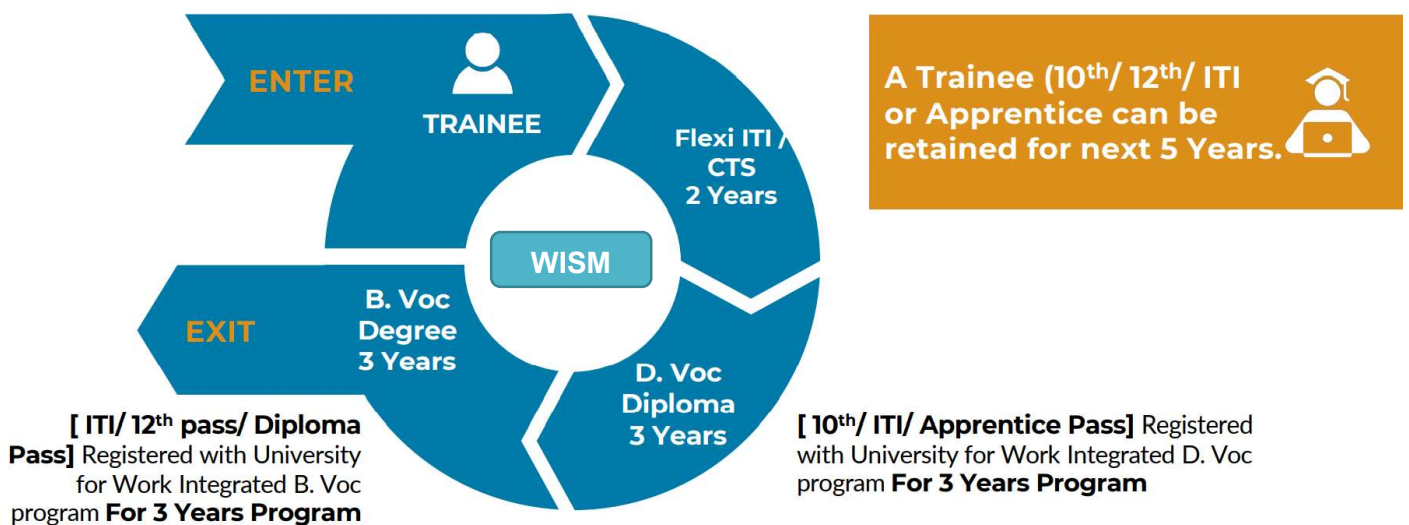 ENTER
TRAINEE
Flexi ITI /
CTS
2 Years
A Trainee (10th/ 12th/ ITI
or Apprentice can be
retained for next 5 Years.
WISM
D. Voc
Diploma
3 Years
[ 10th/ ITI/ Apprentice Pass] Registered
with University for Work Integrated D. Voc
program For 3 Years Program
B. Voc
Degree
3 Years
EXIT
[ ITI/ 12th pass/ Diploma
Pass] Registered with University
for Work Integrated B. Voc
program For 3 Years Program